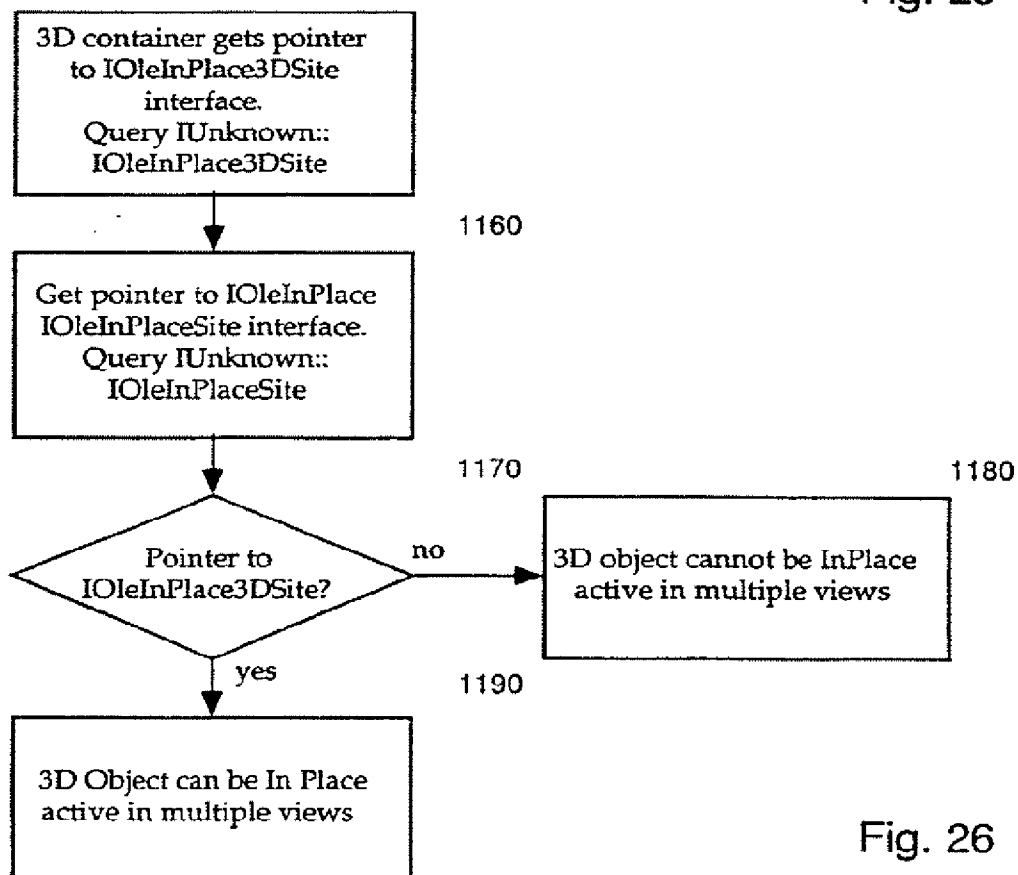 3D container gets pointer
to IOleInPlace3DSite
interface.
Query IUnknown::
IOleInPlace3DSite
1160
Get pointer to IOleInPlace
IOleInPlaceSite interface.
Query IUnknown::
IOleInPlaceSite
1170
1180
Pointer to
IOleInPlace3DSite?
no
3D object cannot be InPlace
active in multiple views
yes
1190
3D Object can be In Place
active in multiple views
Fig. 26